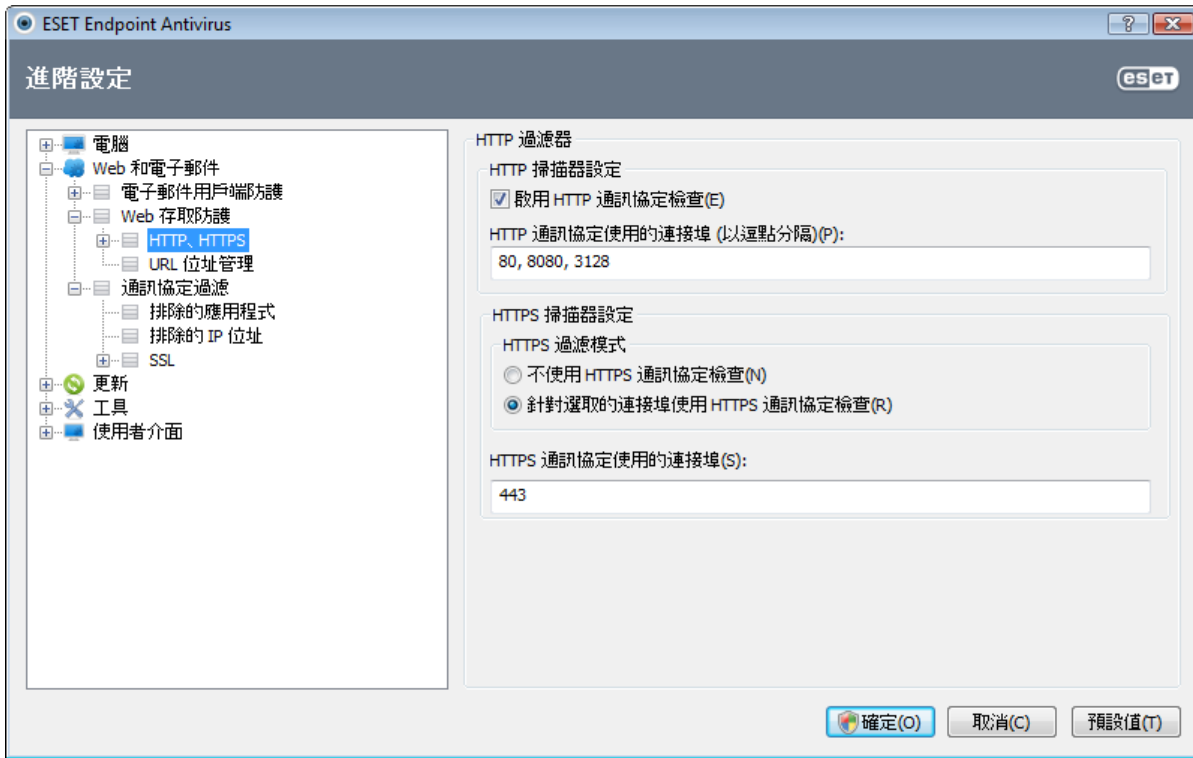 ESET Endpoint Antivirus
進階設定
eseT
電腦
Web 和電子郵件
電子郵件用戶端防護
Web 存取防護
HTTP、HTTPS
URL 位址管理
通訊協定過濾
排除的應用程式
排除的 IP 位址
SSL
更新
工具
使用者介面
HTTP 過濾器
HTTP 掃描器設定
啟用 HTTP 通訊協定檢查(E)
HTTP 通訊協定使用的連接埠 (以逗點分隔)(P):
80, 8080, 3128
HTTPS 掃描器設定
HTTPS 過濾模式
不使用 HTTPS 通訊協定檢查(N)
針對選取的連接埠使用 HTTPS 通訊協定檢查(R)
HTTPS 通訊協定使用的連接埠(S):
443
確定(O)
取消(C)
預設值(T)